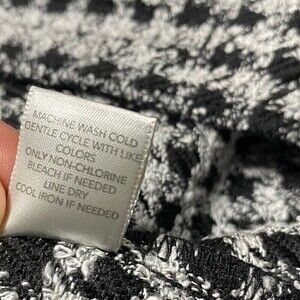 MACHINE WASH COLD
GENTLE CYCLE WITH LIKE
COLORS
ONLY NON-CHLORINE
BLEACH IF NEEDED
LINE DRY
COOL IRON IF NEEDED